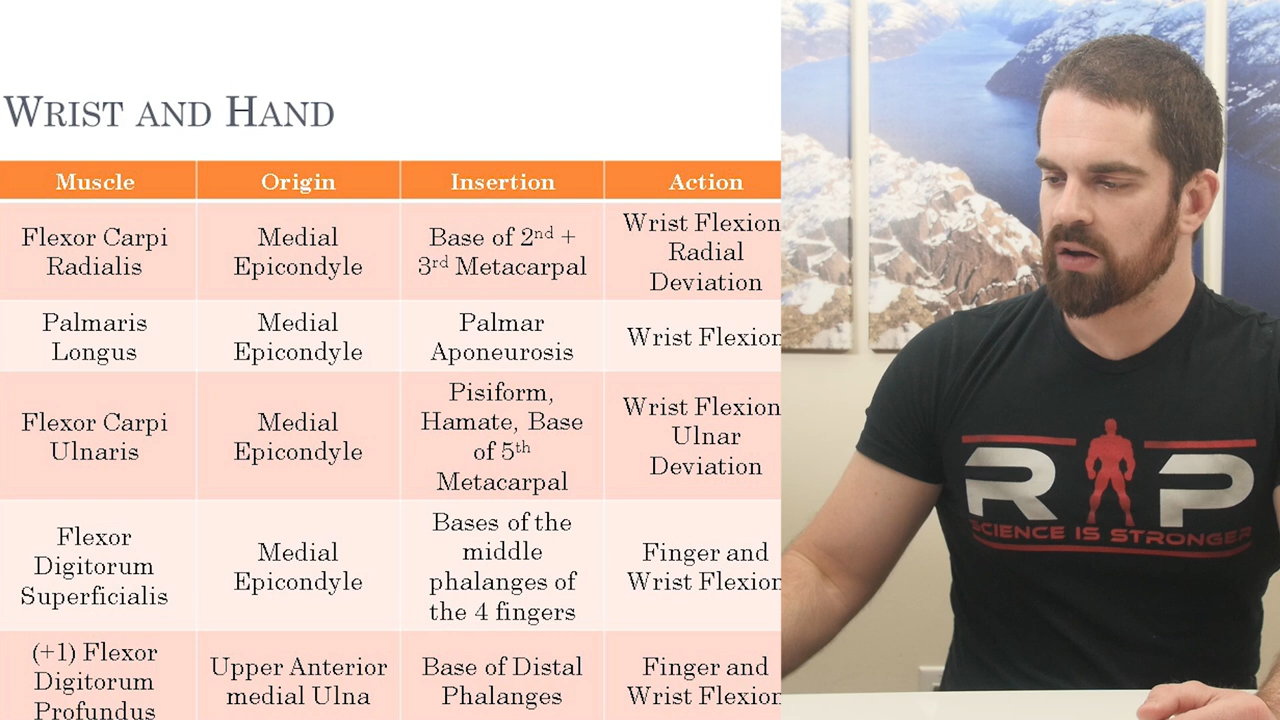 WRIST AND HAND
Muscle Origin Insertion Action
Flexor Carpi
Radialis
Medial
Epicondyle
Base of 2nd +
3rd Metacarpal
Wrist Flexion
Radial
Deviation
Palmaris
Longus
Medial
Epicondyle
Palmar
Aponeurosis
Wrist Flexion
Flexor Carpi
Ulnaris
Medial
Epicondyle
Pisiform,
Hamate, Base
of 5th
Metacarpal
Wrist Flexion
Ulnar
Deviation
Flexor
Digitorum
Superficialis
Medial
Epicondyle
Bases of the
middle
phalanges of
the 4 fingers
Finger and
Wrist Flexion
(+1) Flexor
Digitorum
Profundus
Upper Anterior
medial Ulna
Base of Distal
Phalanges
Finger and
Wrist Flexion
R P
SCIENCE IS STRONGER